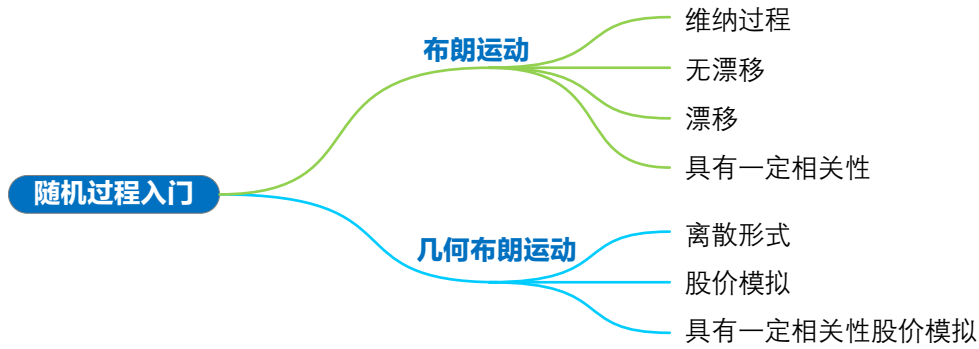 随机过程入门
布朗运动
维纳过程
无漂移
漂移
具有一定相关性
几何布朗运动
离散形式
股价模拟
具有一定相关性股价模拟